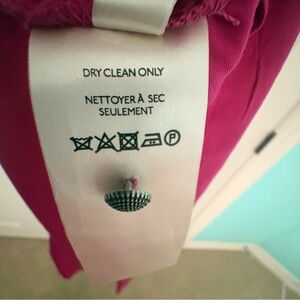 DRY CLEAN ONLY
NETTOYER À SEC
SEULEMENT
P